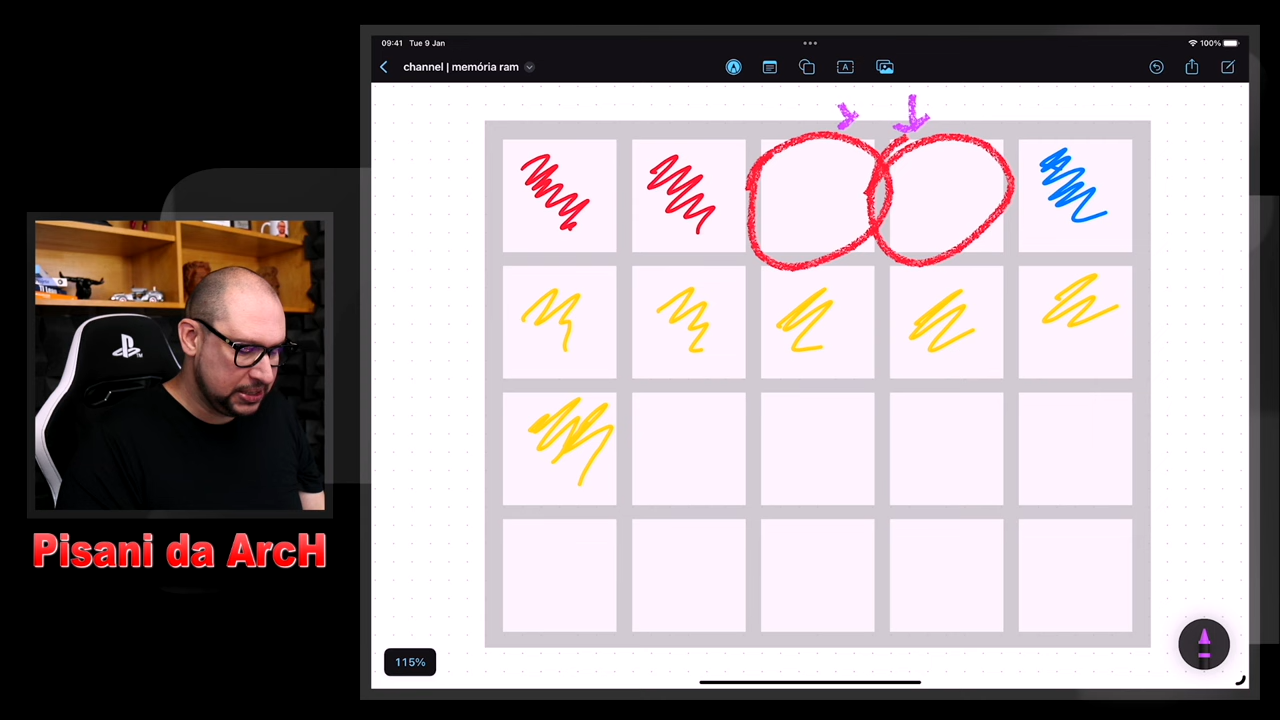 09:41 Tue 9 Jan
100%
channel | memória ram
A
Pisani da ArcH
115%